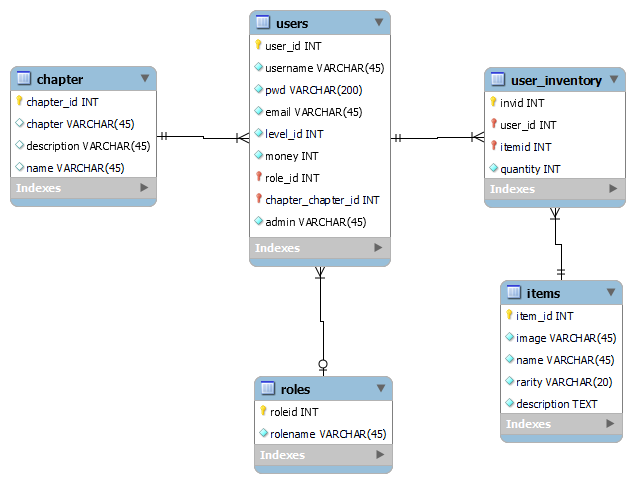 users
user_id INT
username VARCHAR(45)
pwd VARCHAR(200)
email VARCHAR(45)
level_id INT
money INT
role_id INT
chapter_chapter_id INT
admin VARCHAR(45)
Indexes
chapter
chapter_id INT
chapter VARCHAR(45)
description VARCHAR(45)
name VARCHAR(45)
Indexes
user_inventory
invid INT
user_id INT
itemid INT
quantity INT
Indexes
items
item_id INT
image VARCHAR(45)
name VARCHAR(45)
rarity VARCHAR(20)
description TEXT
Indexes
roles
roleid INT
rolename VARCHAR(45)
Indexes